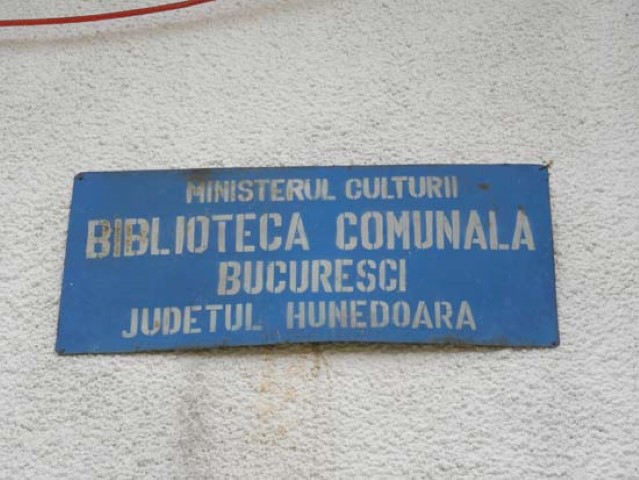 MINISTERUL CULTURII
BIBLIOTECA COMUNALA
BUCURESCI
JUDETUL HUNEDOARA